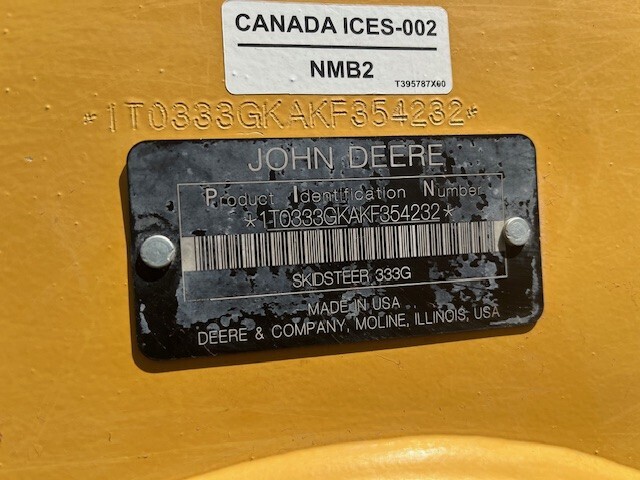 CANADA ICES-002
NMB2
T395787X00
*1T0333GKAKF354232*
JOHN DEERE
Product Identification Number
*1T0333GKAKF354232*
SKIDSTEER 333G
MADE IN USA
DEERE & COMPANY, MOLINE, ILLINOIS, USA